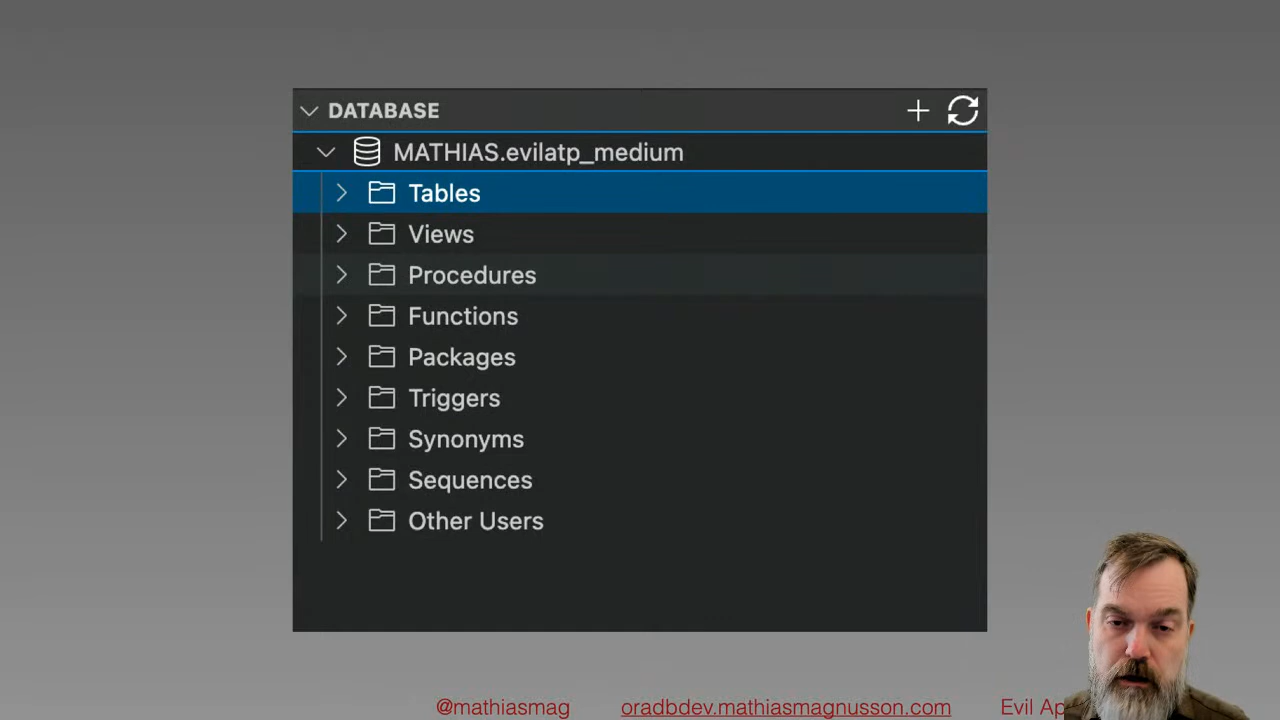 DATABASE
MATHIAS.evilatp_medium
Tables
Views
Procedures
Functions
Packages
Triggers
Synonyms
Sequences
Other Users
@mathiasmag oradbdev.mathiasmagnusson.com Evil Ap